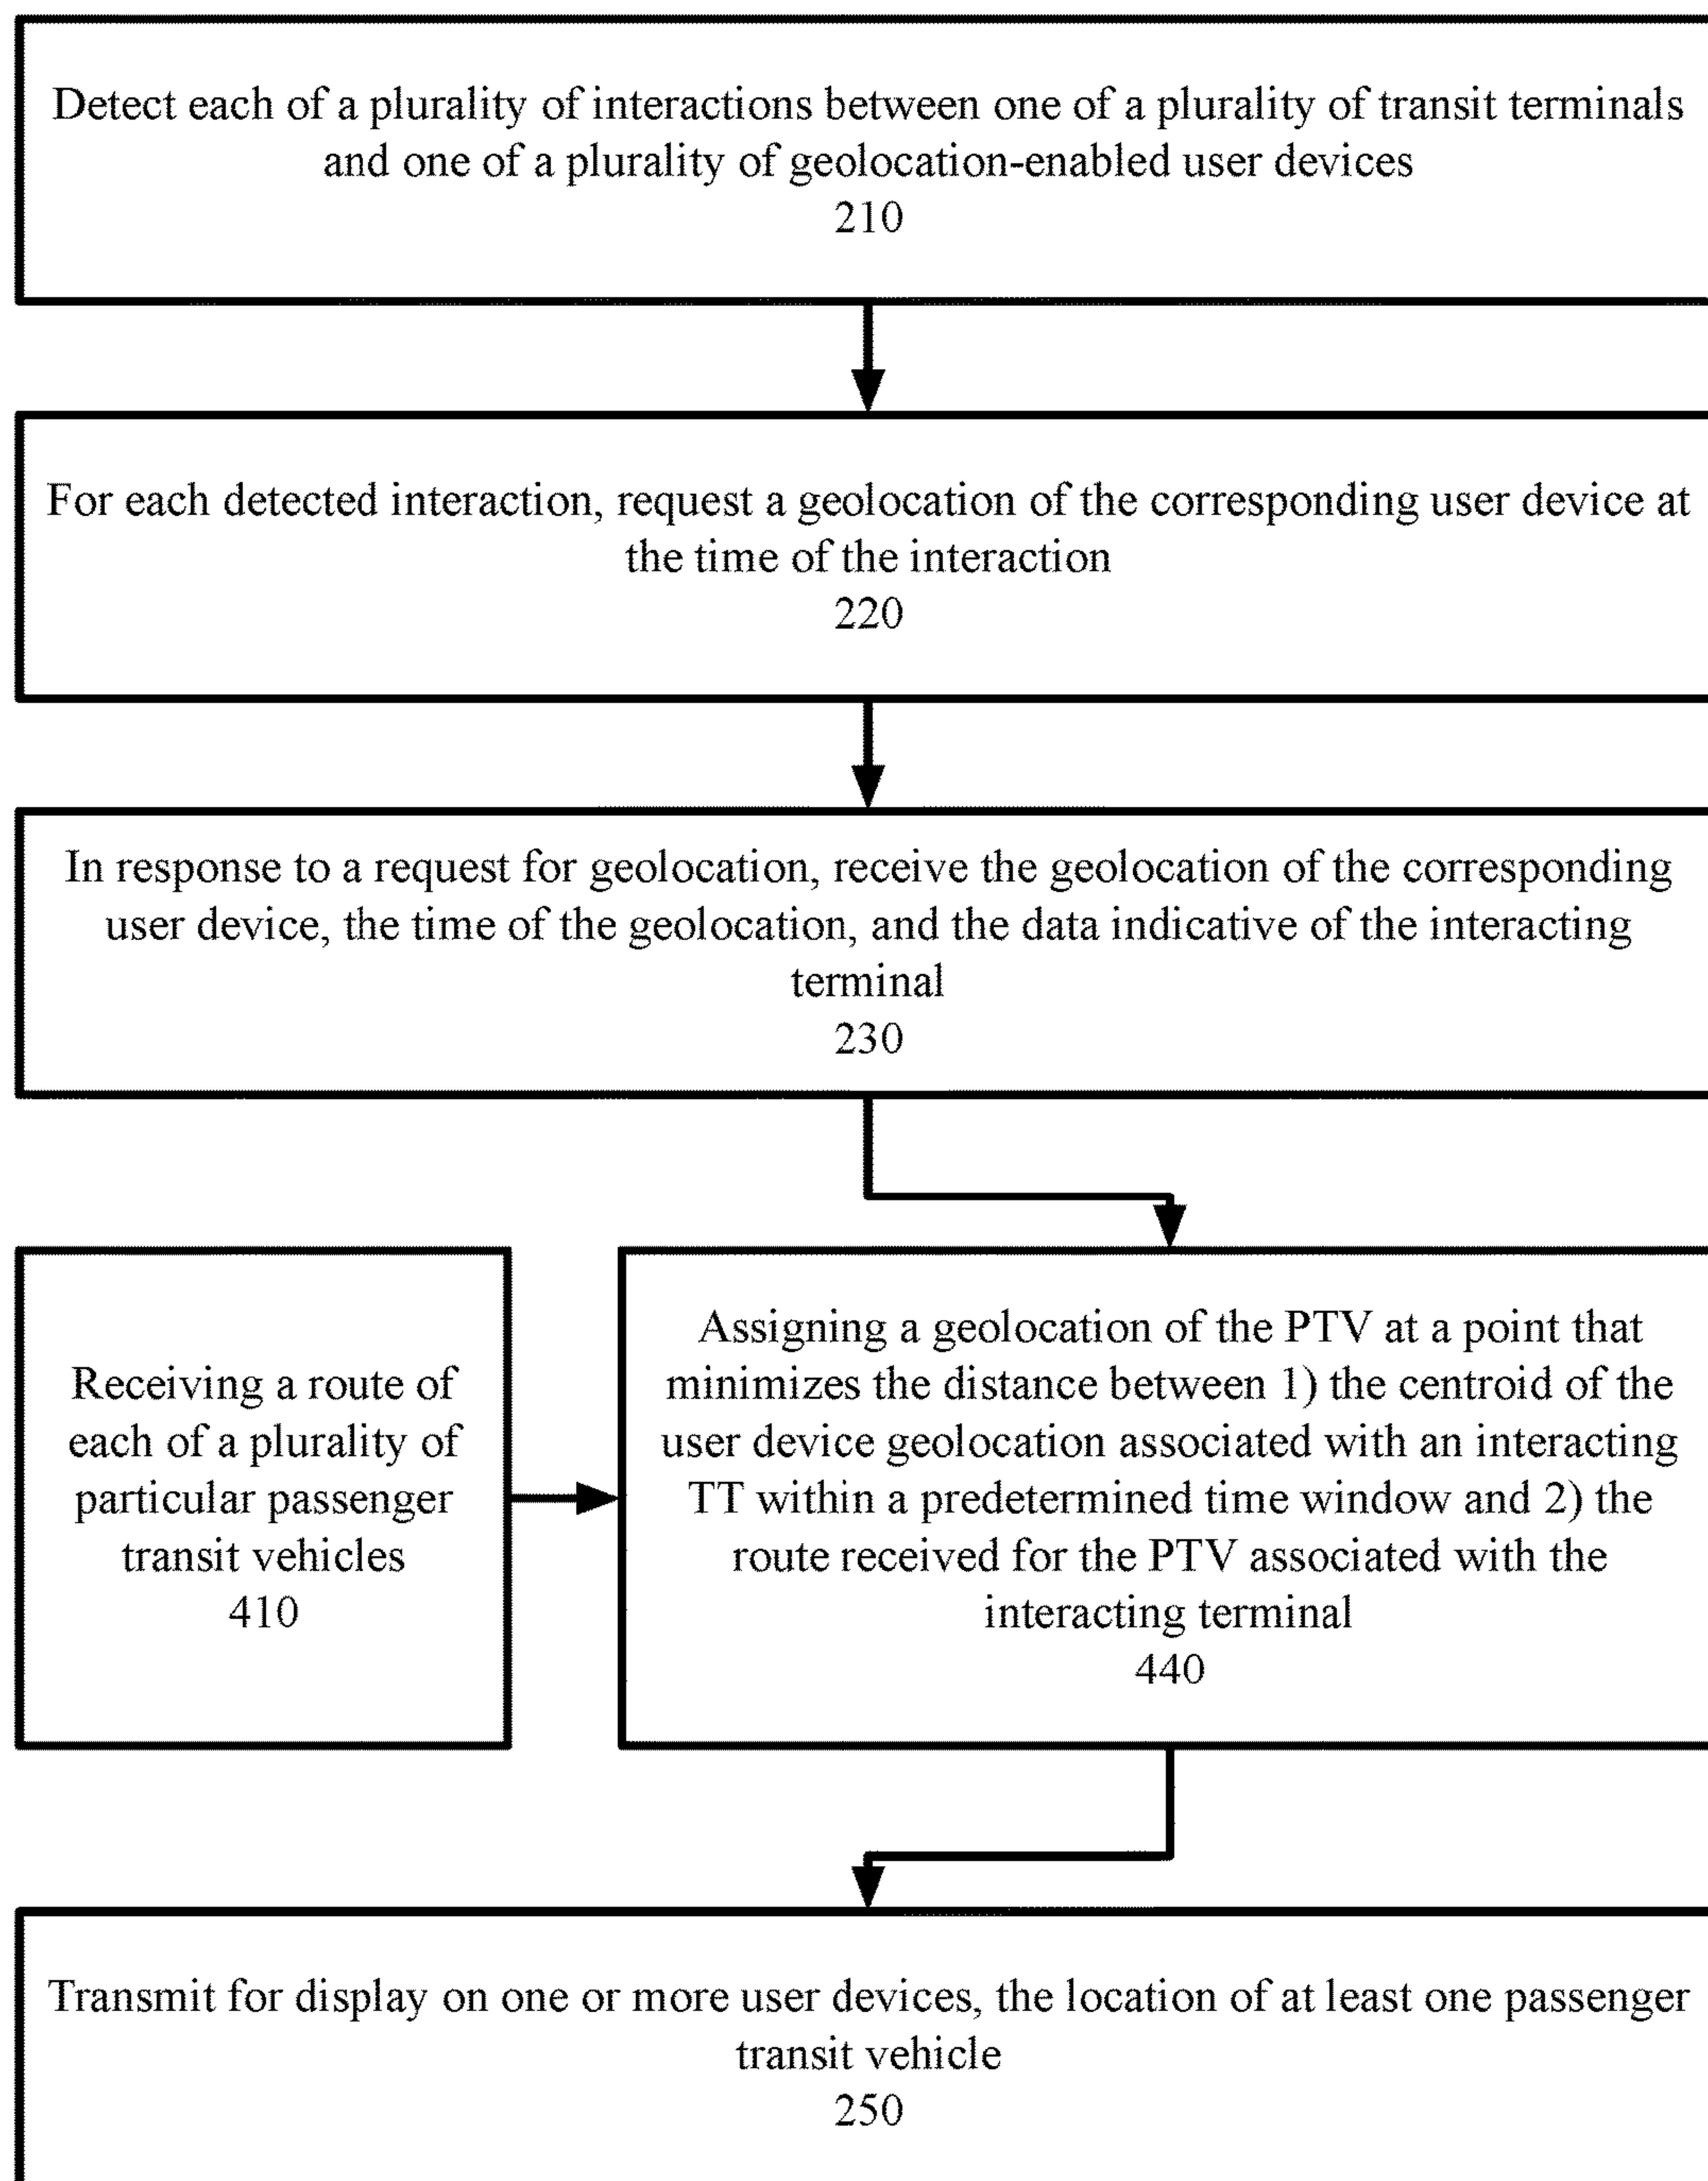 Detect each of a plurality of interactions between one of a plurality of transit terminals
and one of a plurality of geolocation-enabled user devices
210
For each detected interaction, request a geolocation of the corresponding user device at
the time of the interaction
220
In response to a request for geolocation, receive the geolocation of the corresponding
user device, the time of the geolocation, and the data indicative of the interacting
terminal
230
Receiving a route of
each of a plurality of
particular passenger
transit vehicles
410
Assigning a geolocation of the PTV at a point that
minimizes the distance between 1) the centroid of the
user device geolocation associated with an interacting
TT within a predetermined time window and 2) the
route received for the PTV associated with the
interacting terminal
440
Transmit for display on one or more user devices, the location of at least one passenger
transit vehicle
250